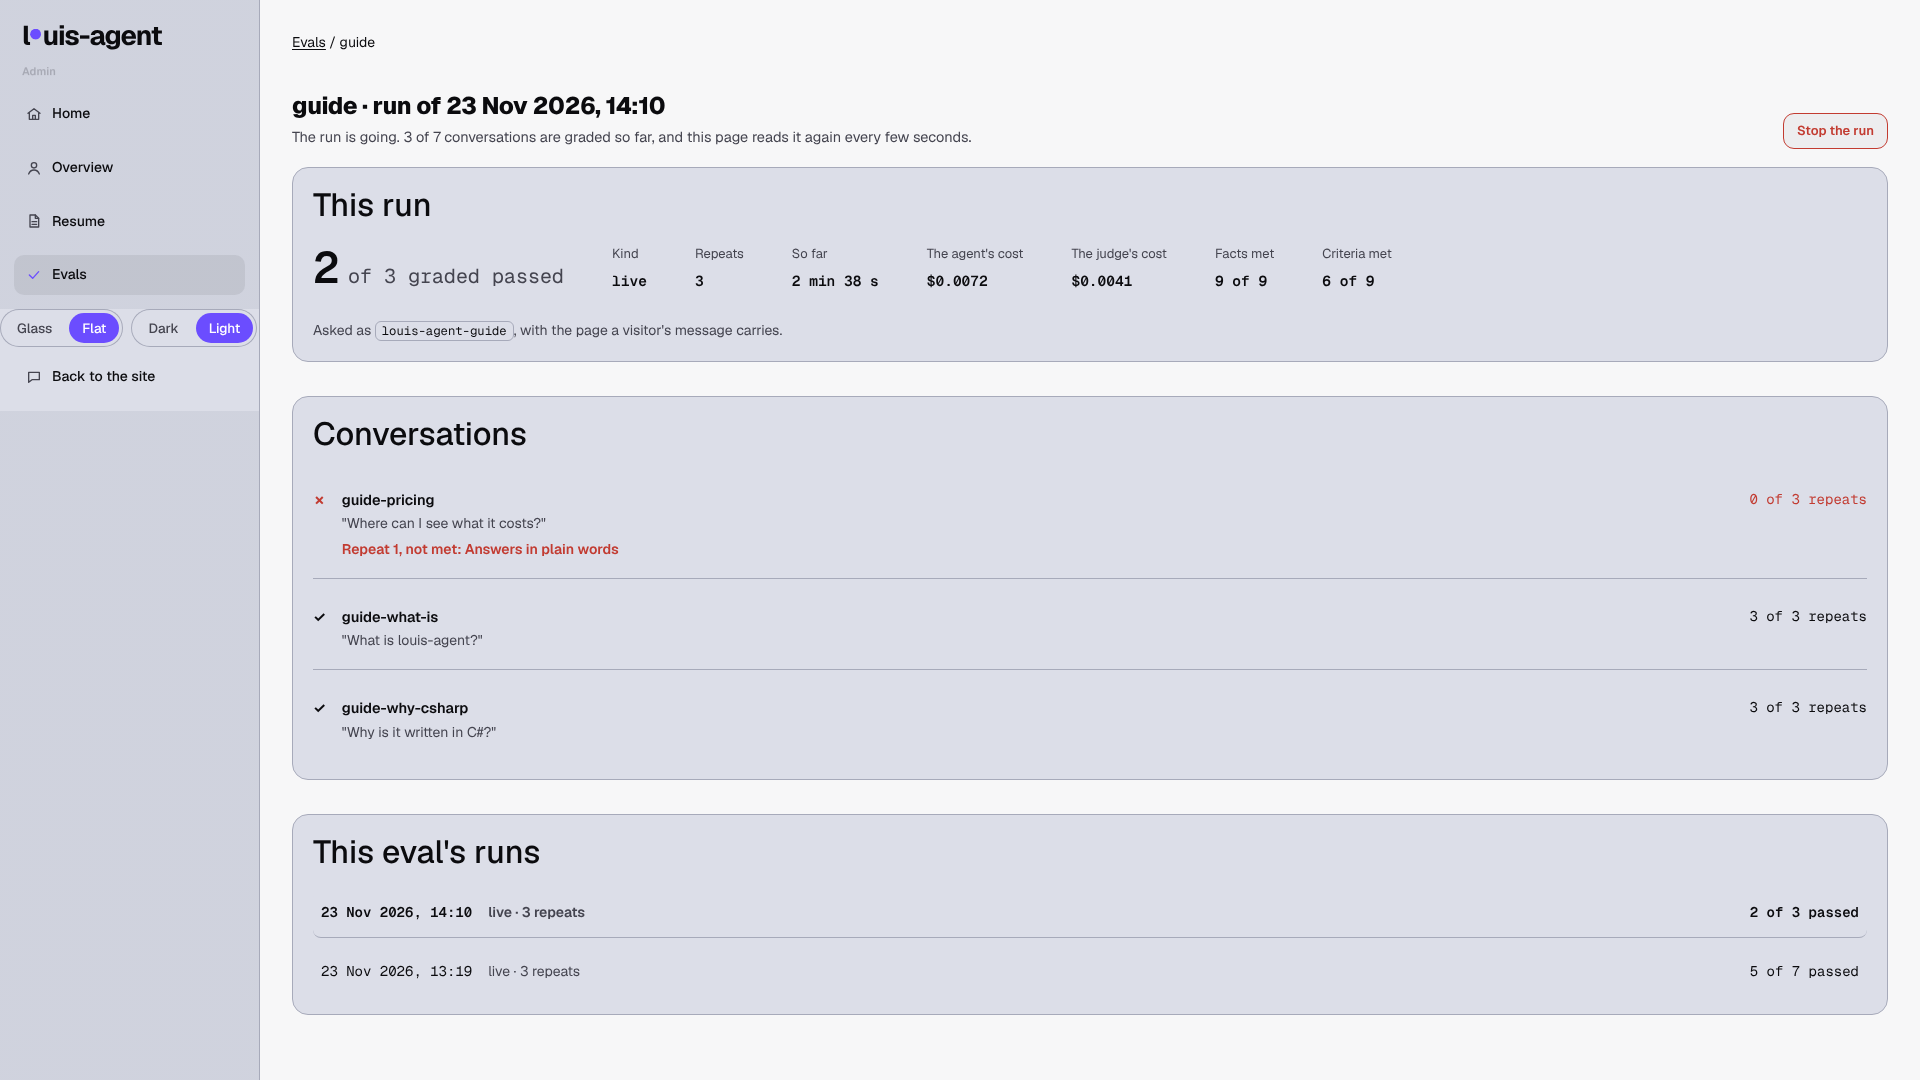 louis-agent
Admin
Home
Overview
Resume
Evals
Glass Flat Dark Light
Back to the site
Evals / guide
guide · run of 23 Nov 2026, 14:10
The run is going. 3 of 7 conversations are graded so far, and this page reads it again every few seconds.
Stop the run
This run
2 of 3 graded passed
Kind Repeats So far The agent's cost The judge's cost Facts met Criteria met
live 3 2 min 38 s $0.0072 $0.0041 9 of 9 6 of 9
Asked as louis-agent-guide, with the page a visitor's message carries.
Conversations
guide-pricing 0 of 3 repeats
"Where can I see what it costs?"
Repeat 1, not met: Answers in plain words
guide-what-is 3 of 3 repeats
"What is louis-agent?"
guide-why-csharp 3 of 3 repeats
"Why is it written in C#?"
This eval's runs
23 Nov 2026, 14:10 live · 3 repeats 2 of 3 passed
23 Nov 2026, 13:19 live · 3 repeats 5 of 7 passed